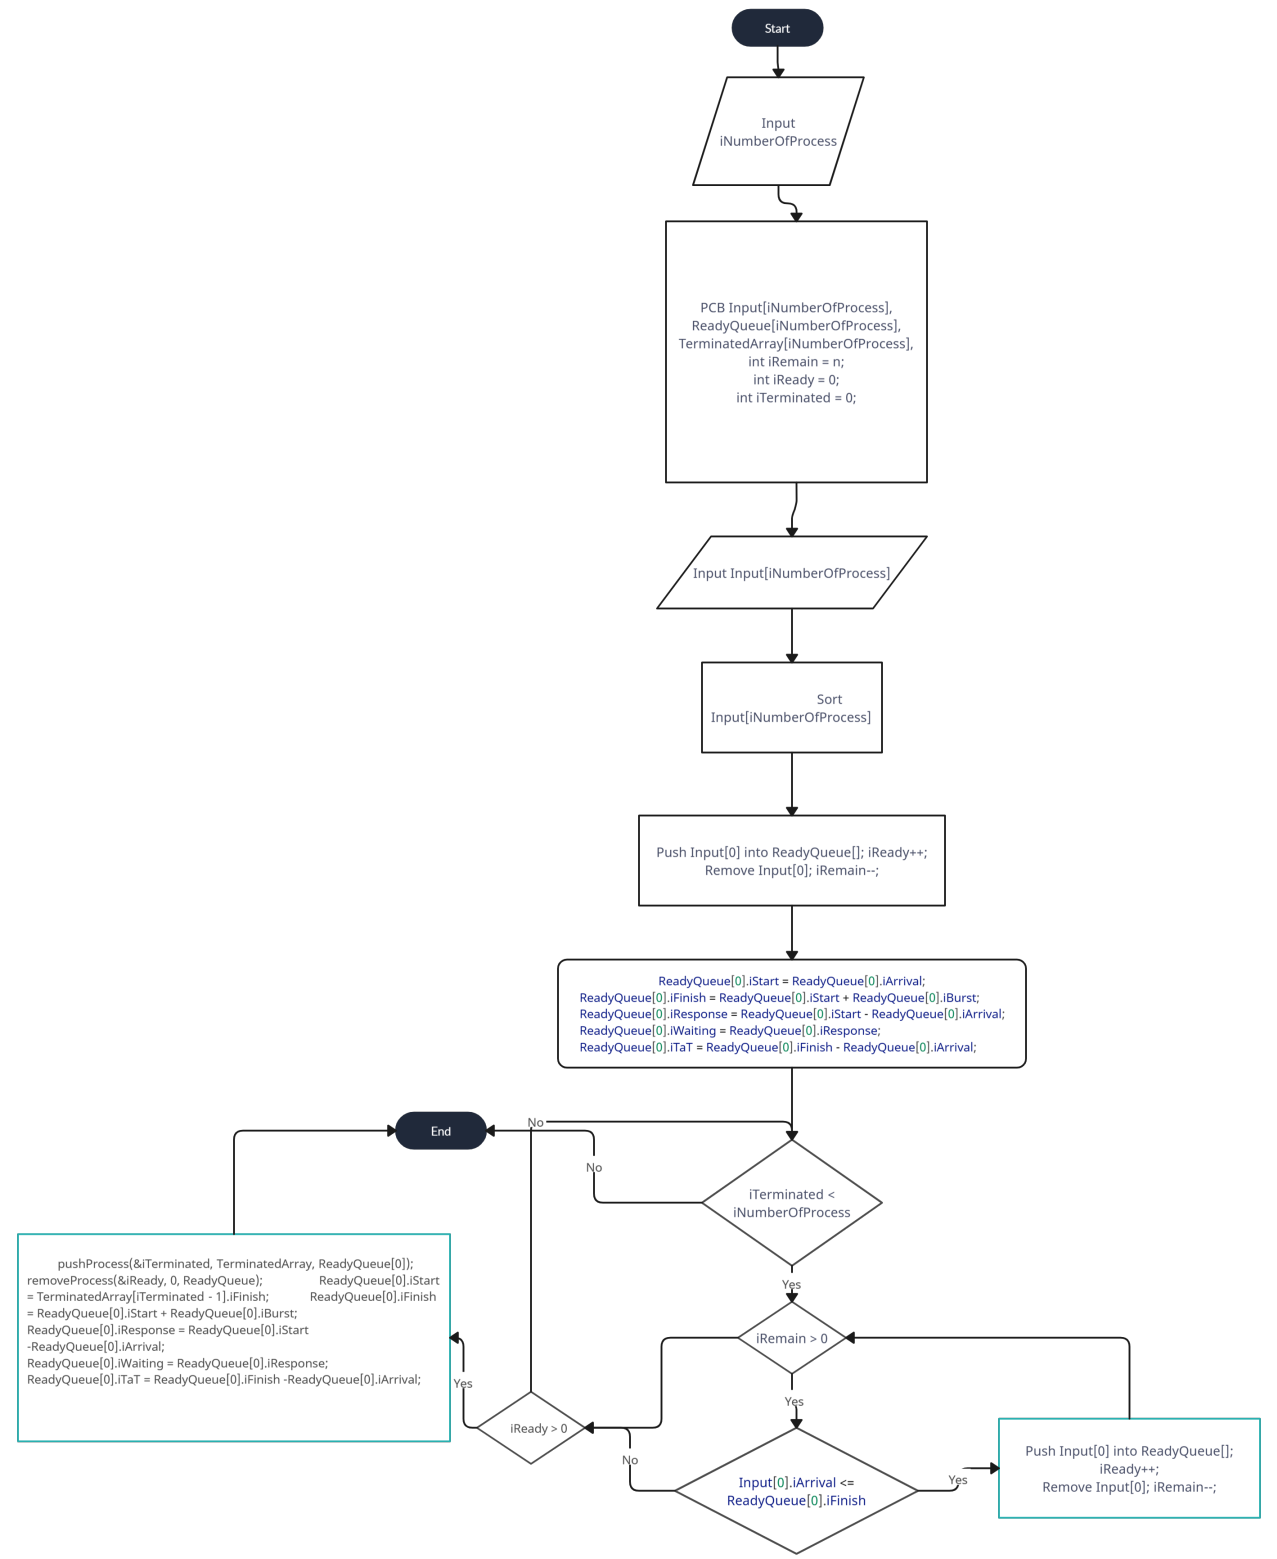 Start
Input
iNumberOfProcess
PCB Input[iNumberOfProcess],
ReadyQueue[iNumberOfProcess],
TerminatedArray[iNumberOfProcess],
int iRemain = n;
int iReady = 0;
int iTerminated = 0;
Input Input[iNumberOfProcess]
Sort
Input[iNumberOfProcess]
Push Input[0] into ReadyQueue[]; iReady++;
Remove Input[0]; iRemain--;
ReadyQueue[0].iStart = ReadyQueue[0].iArrival;
ReadyQueue[0].iFinish = ReadyQueue[0].iStart + ReadyQueue[0].iBurst;
ReadyQueue[0].iResponse = ReadyQueue[0].iStart - ReadyQueue[0].iArrival;
ReadyQueue[0].iWaiting = ReadyQueue[0].iResponse;
ReadyQueue[0].iTaT = ReadyQueue[0].iFinish - ReadyQueue[0].iArrival;
End
No
No
iTerminated <
iNumberOfProcess
Yes
iRemain > 0
pushProcess(&iTerminated, TerminatedArray, ReadyQueue[0]);
removeProcess(&iReady, 0, ReadyQueue); ReadyQueue[0].iStart
= TerminatedArray[iTerminated - 1].iFinish; ReadyQueue[0].iFinish
= ReadyQueue[0].iStart + ReadyQueue[0].iBurst;
ReadyQueue[0].iResponse = ReadyQueue[0].iStart
-ReadyQueue[0].iArrival;
ReadyQueue[0].iWaiting = ReadyQueue[0].iResponse;
ReadyQueue[0].iTaT = ReadyQueue[0].iFinish -ReadyQueue[0].iArrival;
Yes
iReady > 0
Yes
No
Input[0].iArrival <=
ReadyQueue[0].iFinish
Yes
Push Input[0] into ReadyQueue[];
iReady++;
Remove Input[0]; iRemain--;